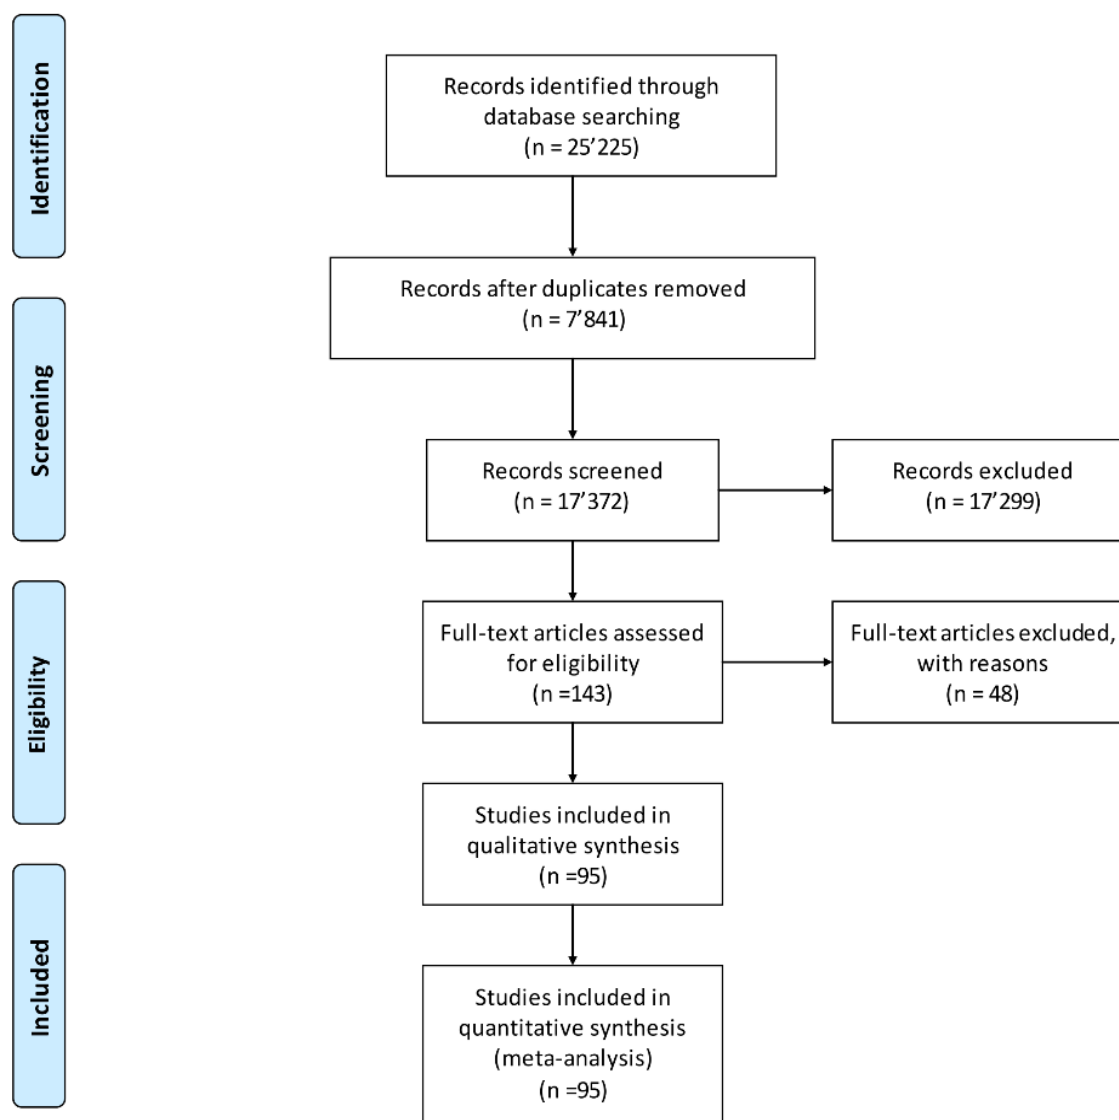 Identification
Records identified through
database searching
(n = 25’225)
Records after duplicates removed
(n = 7’841)
Screening
Records screened
(n = 17’372)
Records excluded
(n = 17’299)
Eligibility
Full-text articles assessed
for eligibility
(n =143)
Full-text articles excluded,
with reasons
(n = 48)
Studies included in
qualitative synthesis
(n =95)
Included
Studies included in
quantitative synthesis
(meta-analysis)
(n =95)